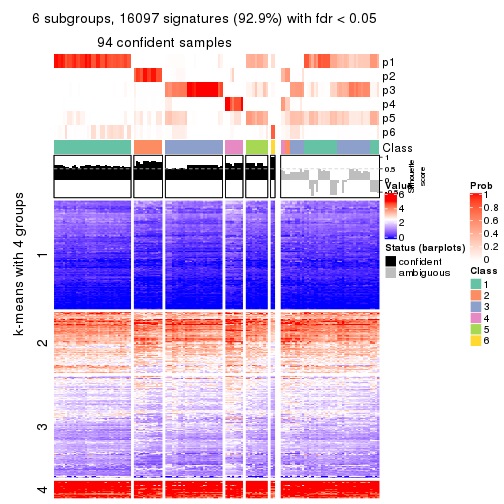 6 subgroups, 16097 signatures (92.9%) with fdr < 0.05
94 confident samples
p1
p2
p3
p4
p5
p6
Class
1
0.5
0
Silhouette
score
k-means with 4 groups
1
2
3
4
Value
6
4
2
0
Status (barplots)
confident
ambiguous
Prob
1
0.8
0.6
0.4
0.2
0
Class
1
2
3
4
5
6